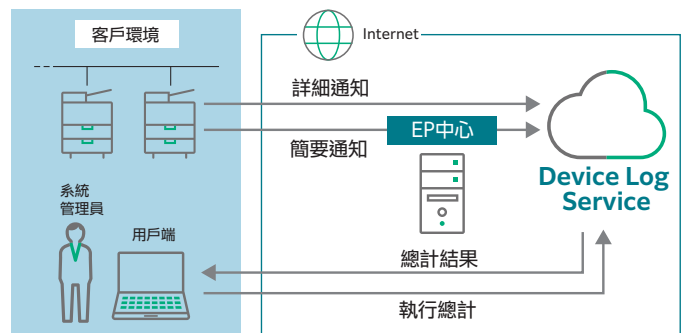 客戶環境
Internet
詳細通知
EP中心
簡要通知
Device Log
Service
系統
管理員
用戶端
總計結果
執行總計